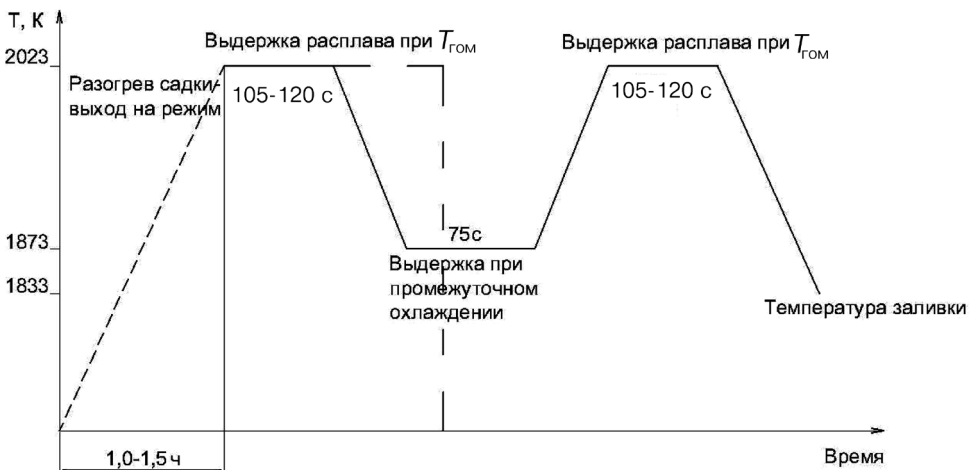 Т, К
Выдержка расплава при Tгом
Выдержка расплава при Tгом
2023
Разогрев садки-
выход на режим
105-120 с
105-120 с
1873
75с
Выдержка при
промежуточном
охлаждении
1833
Температура заливки
1,0-1,5 ч
Время